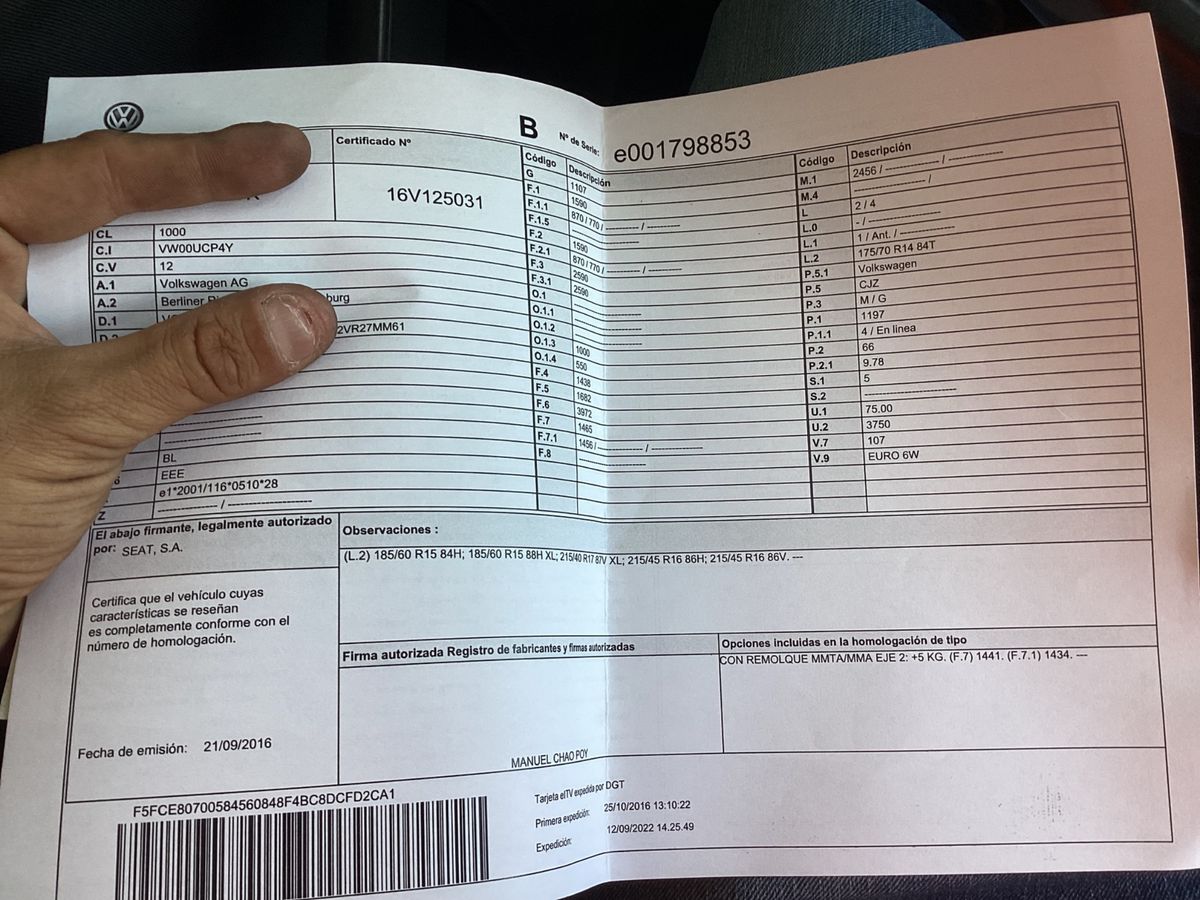 B Nº de Serie: e001798853
Certificado Nº
16V125031
CL 1000
C.I VW00UCP4Y
C.V 12
A.1 Volkswagen AG
A.2 Berliner burg
D.1
2VR27MM61
--------------------
--------------------
BL
6 EEE
e1*2001/116*0510*28
Z --------------- / ---------------------
Código Descripción
G 1107
F.1 1590
F.1.1 870 / 770 / ---------- / ----------
F.1.5 --------------------
F.2 1590
F.2.1 870 / 770 / ---------- / ----------
F.3 2590
F.3.1 2590
O.1 --------------------
O.1.1 --------------------
O.1.2 --------------------
O.1.3 1000
O.1.4 550
F.4 1438
F.5 1682
F.6 3972
F.7 1465
F.7.1 1456 / ---------- / ---------------
F.8 --------------------
Código Descripción
M.1 2456 / --------------- / ---------------
M.4 -------------------- /
L 2 / 4
L.0 - / --------------------
L.1 1 / Ant. / --------------------
L.2 175/70 R14 84T
P.5.1 Volkswagen
P.5 CJZ
P.3 M / G
P.1 1197
P.1.1 4 / En linea
P.2 66
P.2.1 9.78
S.1 5
S.2 --------------------
U.1 75.00
U.2 3750
V.7 107
V.9 EURO 6W
El abajo firmante, legalmente autorizado
por: SEAT, S.A.
Certifica que el vehículo cuyas
características se reseñan
es completamente conforme con el
número de homologación.
Fecha de emisión: 21/09/2016
Observaciones :
(L.2) 185/60 R15 84H; 185/60 R15 88H XL; 215/40 R17 87V XL; 215/45 R16 86H; 215/45 R16 86V. ---
Firma autorizada Registro de fabricantes y firmas autorizadas
MANUEL CHAO POY
Opciones incluidas en la homologación de tipo
CON REMOLQUE MMTA/MMA EJE 2: +5 KG. (F.7) 1441. (F.7.1) 1434. ---
F5FCE80700584560848F4BC8DCFD2CA1
Tarjeta eITV expedida por DGT
Primera expedición: 25/10/2016 13:10:22
Expedición: 12/09/2022 14.25.49